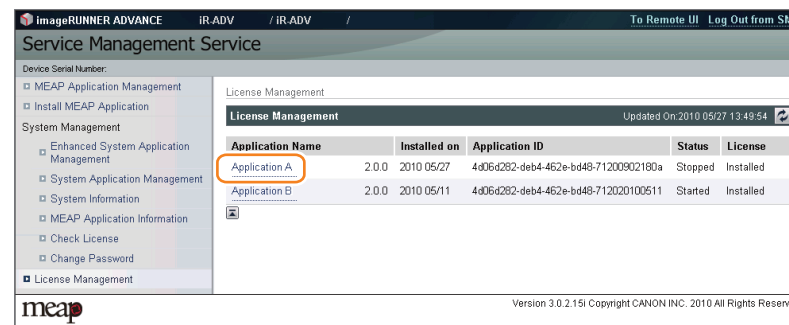 imageRUNNER ADVANCE iR-ADV / iR-ADV / To Remote UI Log Out from SM
Service Management Service
Device Serial Number:
MEAP Application Management
Install MEAP Application
System Management
Enhanced System Application
Management
System Application Management
System Information
MEAP Application Information
Check License
Change Password
License Management
License Management
License Management Updated On:2010 05/27 13:49:54
Application Name Installed on Application ID Status License
Application A 2.0.0 2010 05/27 4d06d282-deb4-462e-bd48-71200902180a Stopped Installed
Application B 2.0.0 2010 05/11 4d06d282-deb4-462e-bd48-712020100511 Started Installed
meap
Version 3.0.2.15i Copyright CANON INC. 2010 All Rights Reserv